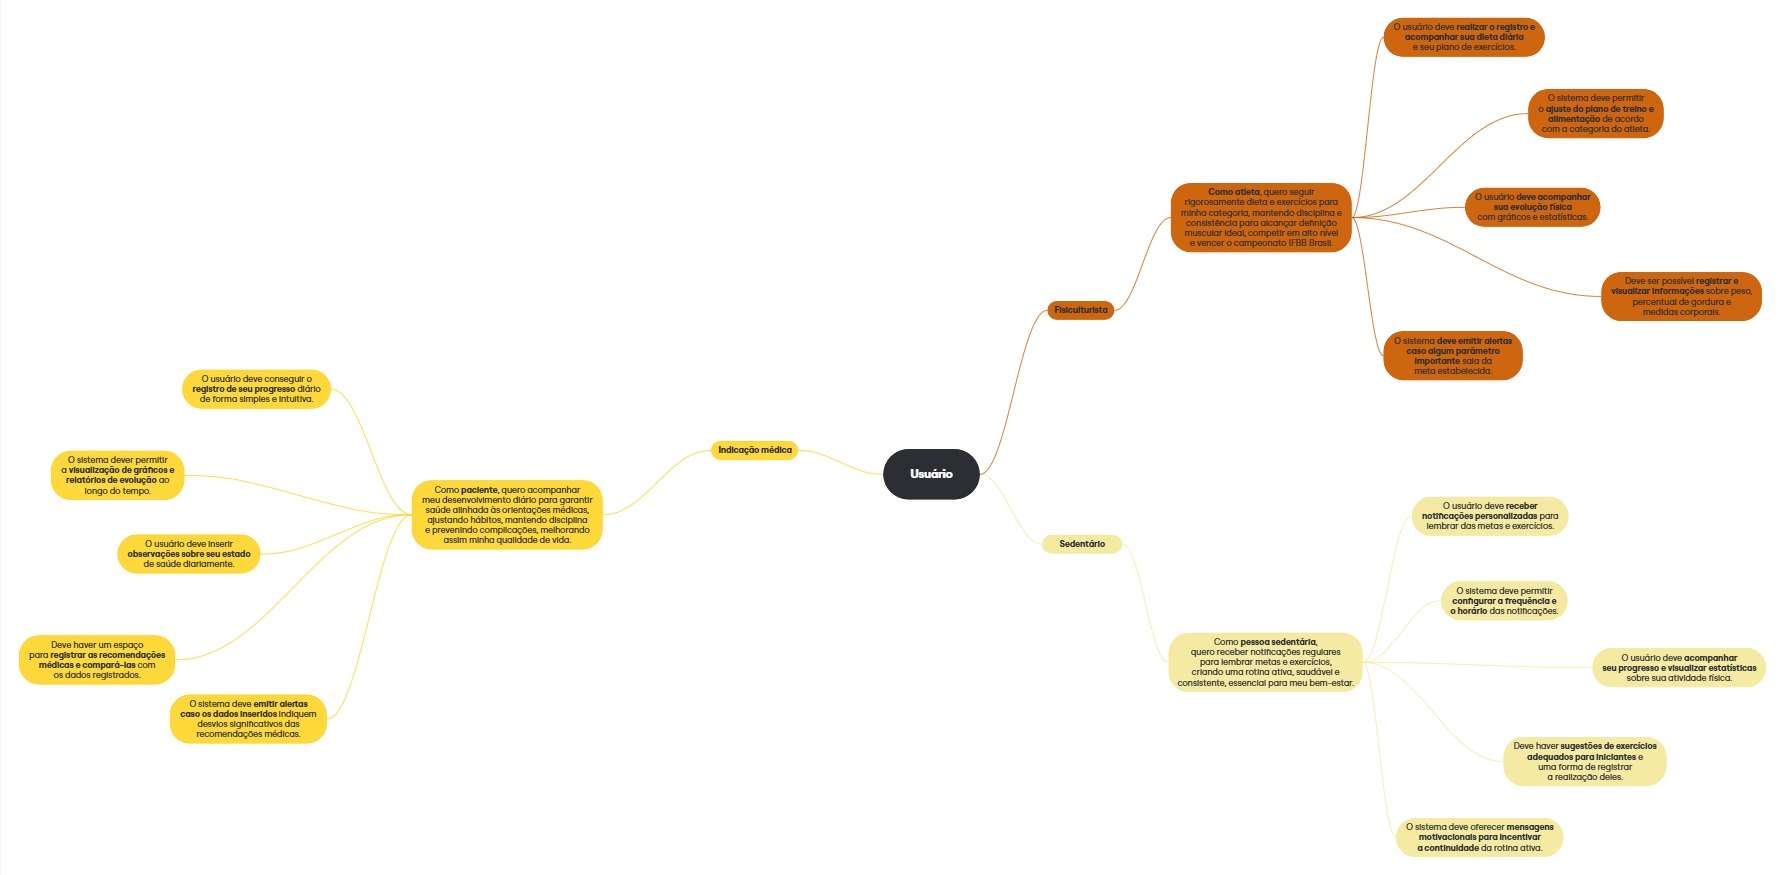 Usuário
Fisiculturista
Como atleta, quero seguir
rigorosamente dieta e exercícios para
minha categoria, mantendo disciplina e
consistência para alcançar definição
muscular ideal, competir em alto nível
e vencer o campeonato IFBB Brasil.
O usuário deve realizar o registro e
acompanhar sua dieta diária
e seu plano de exercícios.
O sistema deve permitir
o ajuste do plano de treino e
alimentação de acordo
com a categoria do atleta.
O usuário deve acompanhar
sua evolução física
com gráficos e estatísticas.
Deve ser possível registrar e
visualizar informações sobre peso,
percentual de gordura e
medidas corporais.
O sistema deve emitir alertas
caso algum parâmetro
importante saia da
meta estabelecida.
Sedentário
Como pessoa sedentária,
quero receber notificações regulares
para lembrar metas e exercícios,
criando uma rotina ativa, saudável e
consistente, essencial para meu bem-estar.
O usuário deve receber
notificações personalizadas para
lembrar das metas e exercícios.
O sistema deve permitir
configurar a frequência e
o horário das notificações.
O usuário deve acompanhar
seu progresso e visualizar estatísticas
sobre sua atividade física.
Deve haver sugestões de exercícios
adequados para iniciantes e
uma forma de registrar
a realização deles.
O sistema deve oferecer mensagens
motivacionais para incentivar
a continuidade da rotina ativa.
Indicação médica
Como paciente, quero acompanhar
meu desenvolvimento diário para garantir
saúde alinhada às orientações médicas,
ajustando hábitos, mantendo disciplina
e prevenindo complicações, melhorando
assim minha qualidade de vida.
O usuário deve conseguir o
registro de seu progresso diário
de forma simples e intuitiva.
O sistema dever permitir
a visualização de gráficos e
relatórios de evolução ao
longo do tempo.
O usuário deve inserir
observações sobre seu estado
de saúde diariamente.
Deve haver um espaço
para registrar as recomendações
médicas e compará-las com
os dados registrados.
O sistema deve emitir alertas
caso os dados inseridos indiquem
desvios significativos das
recomendações médicas.